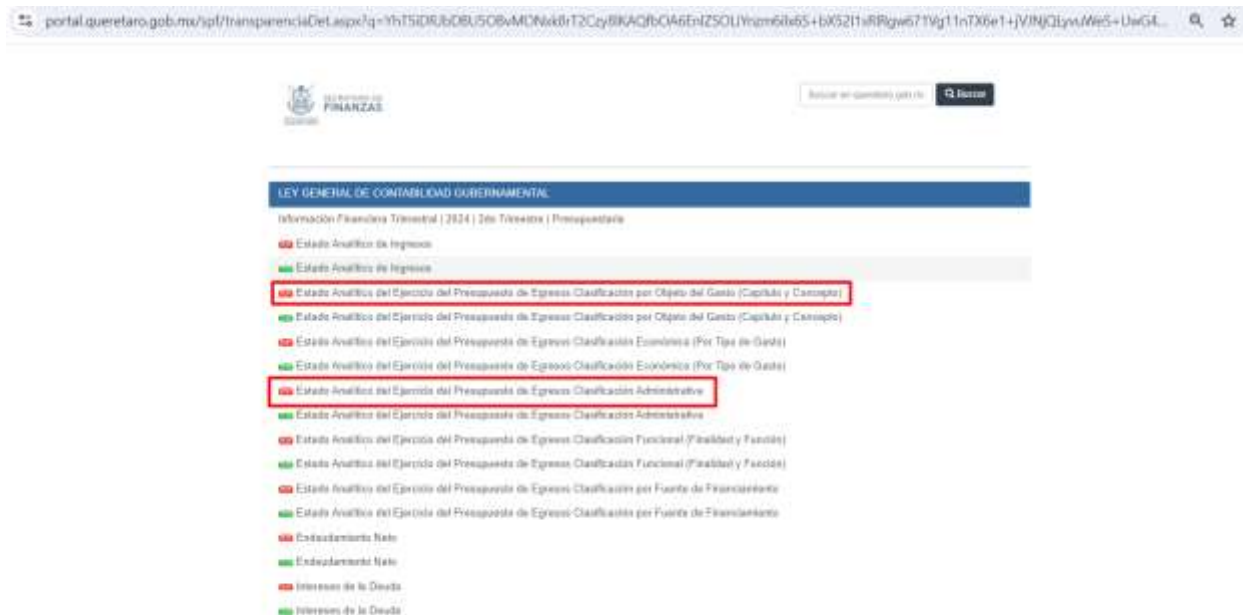 portal.queretaro.gob.mx/spf/transparenciaDet.aspx?q=
FINANZAS
Buscar
LEY GENERAL DE CONTABILIDAD GUBERNAMENTAL
Información Financiera Trimestral | 2024 | 2do Trimestre | Presupuestaria
Estado Analítico de Ingresos
Estado Analítico de Ingresos
Estado Analítico del Ejercicio del Presupuesto de Egresos Clasificación por Objeto del Gasto (Capítulo y Concepto)
Estado Analítico del Ejercicio del Presupuesto de Egresos Clasificación por Objeto del Gasto (Capítulo y Concepto)
Estado Analítico del Ejercicio del Presupuesto de Egresos Clasificación Económica (Por Tipo de Gasto)
Estado Analítico del Ejercicio del Presupuesto de Egresos Clasificación Económica (Por Tipo de Gasto)
Estado Analítico del Ejercicio del Presupuesto de Egresos Clasificación Administrativa
Estado Analítico del Ejercicio del Presupuesto de Egresos Clasificación Administrativa
Estado Analítico del Ejercicio del Presupuesto de Egresos Clasificación Funcional (Finalidad y Función)
Estado Analítico del Ejercicio del Presupuesto de Egresos Clasificación Funcional (Finalidad y Función)
Estado Analítico del Ejercicio del Presupuesto de Egresos Clasificación por Fuente de Financiamiento
Estado Analítico del Ejercicio del Presupuesto de Egresos Clasificación por Fuente de Financiamiento
Endeudamiento Neto
Endeudamiento Neto
Intereses de la Deuda
Intereses de la Deuda